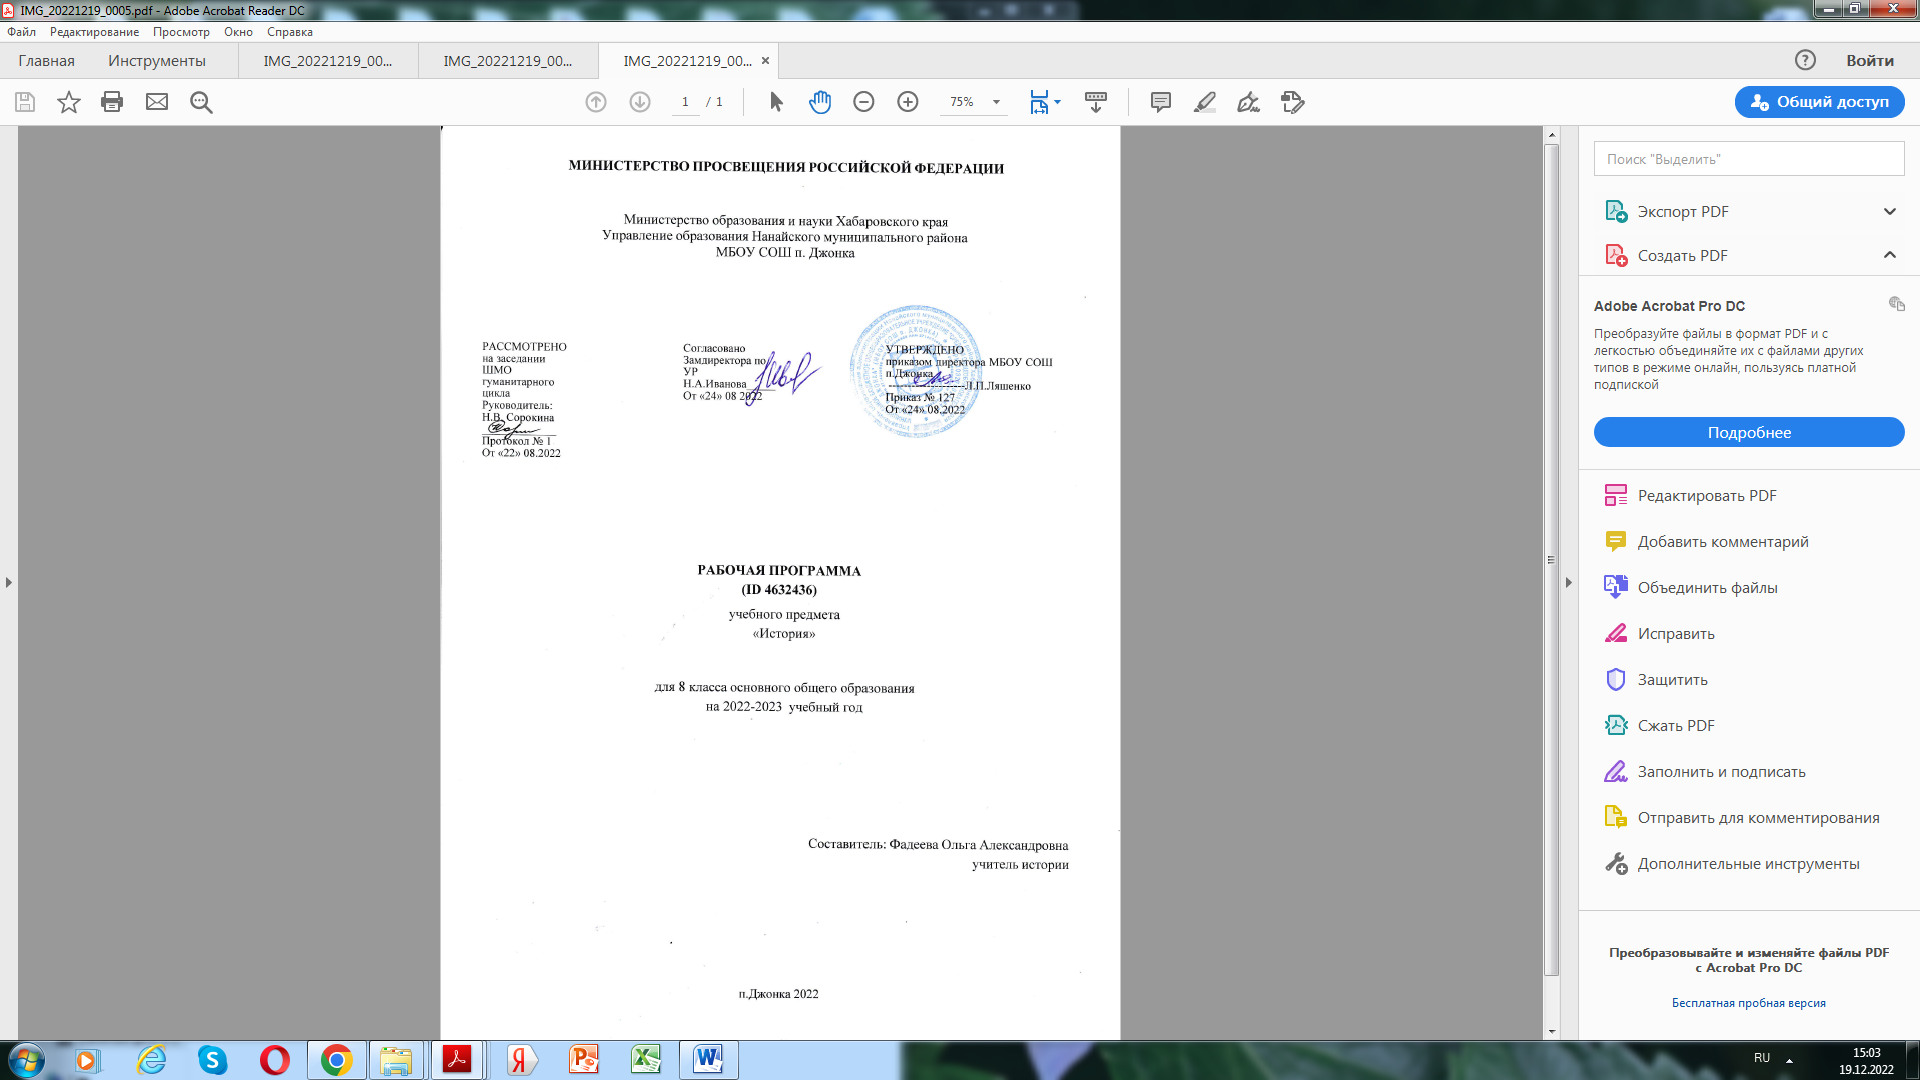 IMG_20221219_0005.pdf - Adobe Acrobat Reader DC
Файл Редактирование Просмотр Окно Справка
Главная Инструменты IMG_20221219_00... IMG_20221219_00... IMG_20221219_00... ×
? Войти
1 / 1 75% Общий доступ
МИНИСТЕРСТВО ПРОСВЕЩЕНИЯ РОССИЙСКОЙ ФЕДЕРАЦИИ
Министерство образования и науки Хабаровского края
Управление образования Нанайского муниципального района
МБОУ СОШ п. Джонка
РАССМОТРЕНО
на заседании
ШМО
гуманитарного
цикла
Руководитель:
Н.В. Сорокина
Протокол № 1
От «22» 08.2022
Согласовано
Замдиректора по
УР
Н.А.Иванова
От «24» 08 2022
УТВЕРЖДЕНО
приказом директора МБОУ СОШ
п.Джонка
Л.П.Ляшенко
Приказ № 127
От «24» 08.2022
РАБОЧАЯ ПРОГРАММА
(ID 4632436)
учебного предмета
«История»
для 8 класса основного общего образования
на 2022-2023 учебный год
Составитель: Фадеева Ольга Александровна
учитель истории
п.Джонка 2022
Поиск "Выделить"
Экспорт PDF
Создать PDF
Adobe Acrobat Pro DC
Преобразуйте файлы в формат PDF и с
легкостью объединяйте их с файлами других
типов в режиме онлайн, пользуясь платной
подпиской
Подробнее
Редактировать PDF
Добавить комментарий
Объединить файлы
Исправить
Защитить
Сжать PDF
Заполнить и подписать
Отправить для комментирования
Дополнительные инструменты
Преобразовывайте и изменяйте файлы PDF
с Acrobat Pro DC
Бесплатная пробная версия
RU 15:03
19.12.2022